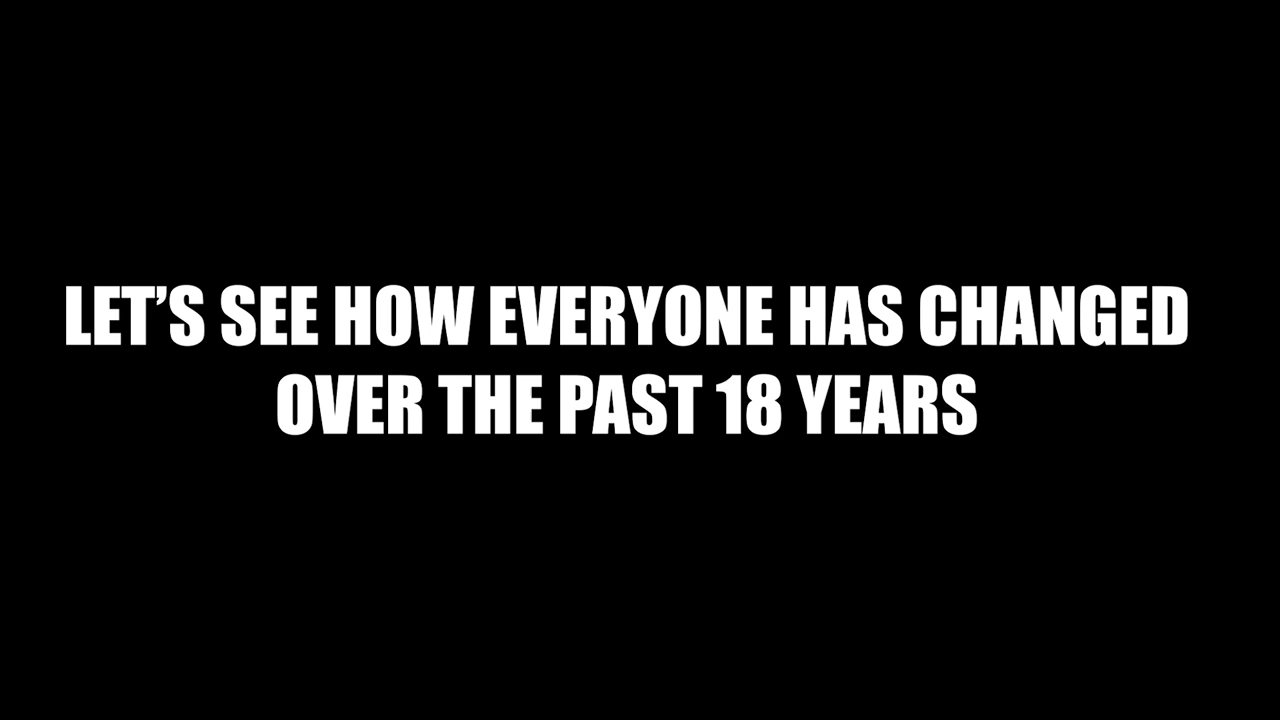 LET’S SEE HOW EVERYONE HAS CHANGED
OVER THE PAST 18 YEARS